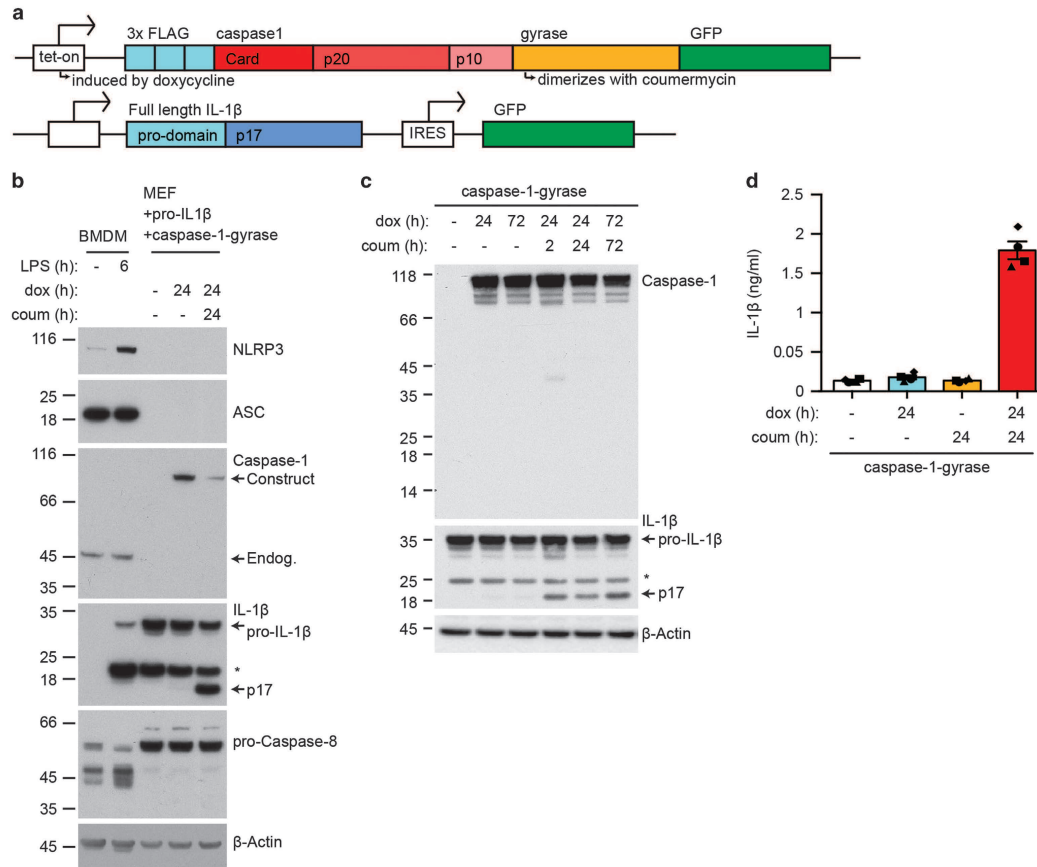 a
3x FLAG caspase1 gyrase GFP
tet-on Card p20 p10
induced by doxycycline dimerizes with coumermycin
Full length IL-1β GFP
pro-domain p17 IRES
b
MEF
+pro-IL1β
BMDM +caspase-1-gyrase
LPS (h): - 6
dox (h): - 24 24
coum (h): - - 24
116 NLRP3
25
18 ASC
116 Caspase-1
Construct
66
45 Endog.
35
35 IL-1β
pro-IL-1β
25 *
18 p17
66 pro-Caspase-8
45
35
45 β-Actin
c
caspase-1-gyrase
dox (h): - 24 72 24 24 72
coum (h): - - - 2 24 72
118 Caspase-1
66
45
35
25
18
14
IL-1β
35 pro-IL-1β
25 *
18 p17
45 β-Actin
d
IL-1β (ng/ml)
2.5
2
1.5
1
0.05
0
dox (h): - 24 - 24
coum (h): - - 24 24
caspase-1-gyrase